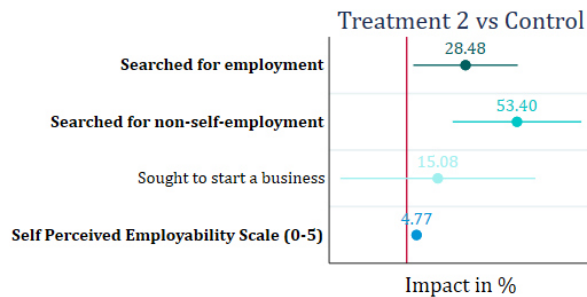 Treatment 2 vs Control
Searched for employment
28.48
Searched for non-self-employment
53.40
Sought to start a business
15.08
Self Perceived Employability Scale (0-5)
4.77
Impact in %